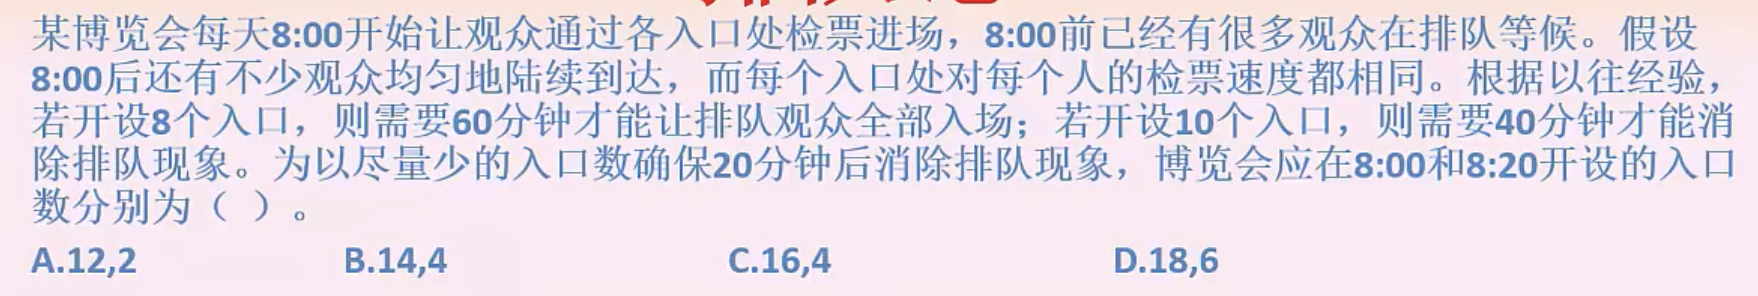 某博览会每天8:00开始让观众通过各入口处检票进场，8:00前已经有很多观众在排队等候。假设
8:00后还有不少观众均匀地陆续到达，而每个入口处对每个人的检票速度都相同。根据以往经验，
若开设8个入口，则需要60分钟才能让排队观众全部入场；若开设10个入口，则需要40分钟才能消
除排队现象。为以尽量少的入口数确保20分钟后消除排队现象，博览会应在8:00和8:20开设的入口
数分别为（ ）。
A.12,2 B.14,4 C.16,4 D.18,6